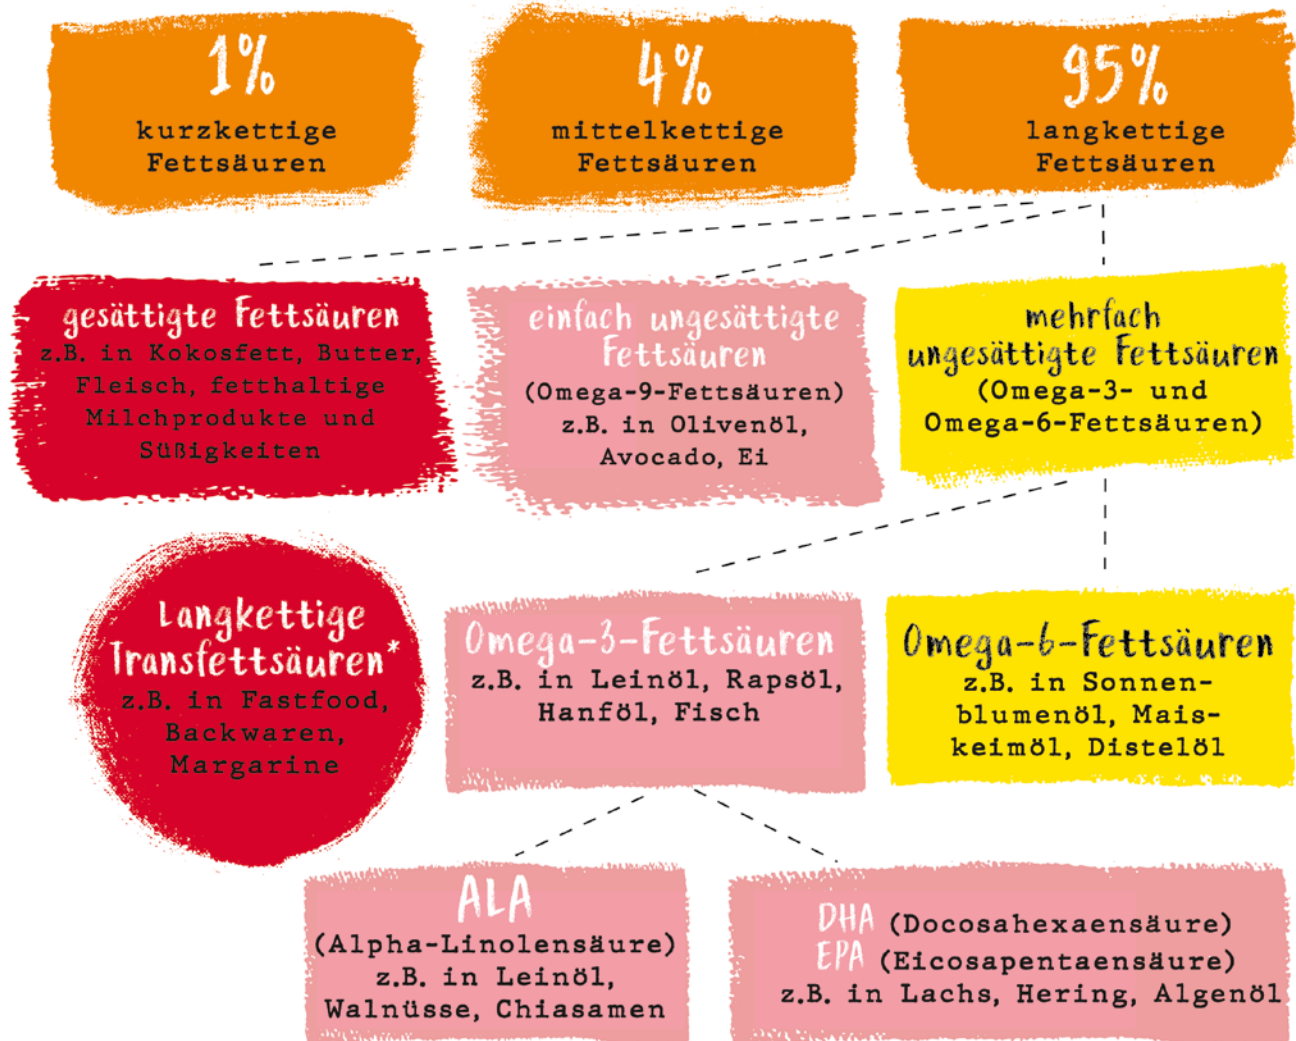 1%
kurzkettige
Fettsäuren
4%
mittelkettige
Fettsäuren
95%
langkettige
Fettsäuren
gesättigte Fettsäuren
z.B. in Kokosfett, Butter,
Fleisch, fetthaltige
Milchprodukte und
Süßigkeiten
einfach ungesättigte
Fettsäuren
(Omega-9-Fettsäuren)
z.B. in Olivenöl,
Avocado, Ei
mehrfach
ungesättigte Fettsäuren
(Omega-3- und
Omega-6-Fettsäuren)
Langkettige
Transfettsäuren*
z.B. in Fastfood,
Backwaren,
Margarine
Omega-3-Fettsäuren
z.B. in Leinöl, Rapsöl,
Hanföl, Fisch
Omega-6-Fettsäuren
z.B. in Sonnen-
blumenöl, Mais-
keimöl, Distelöl
ALA
(Alpha-Linolensäure)
z.B. in Leinöl,
Walnüsse, Chiasamen
DHA (Docosahexaensäure)
EPA (Eicosapentaensäure)
z.B. in Lachs, Hering, Algenöl